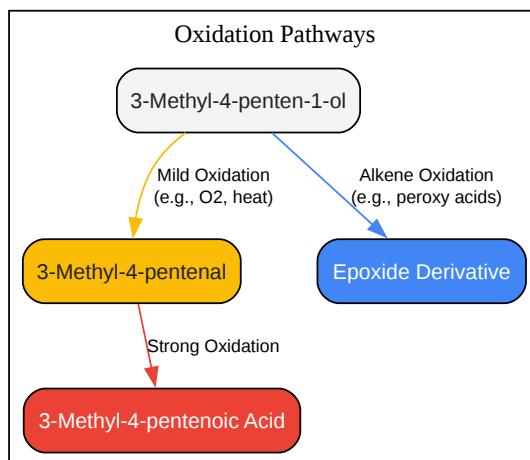 Oxidation Pathways
3-Methyl-4-penten-1-ol
Mild Oxidation
(e.g., O2, heat)
Alkene Oxidation
(e.g., peroxy acids)
3-Methyl-4-pentenal
Epoxide Derivative
Strong Oxidation
3-Methyl-4-pentenoic Acid